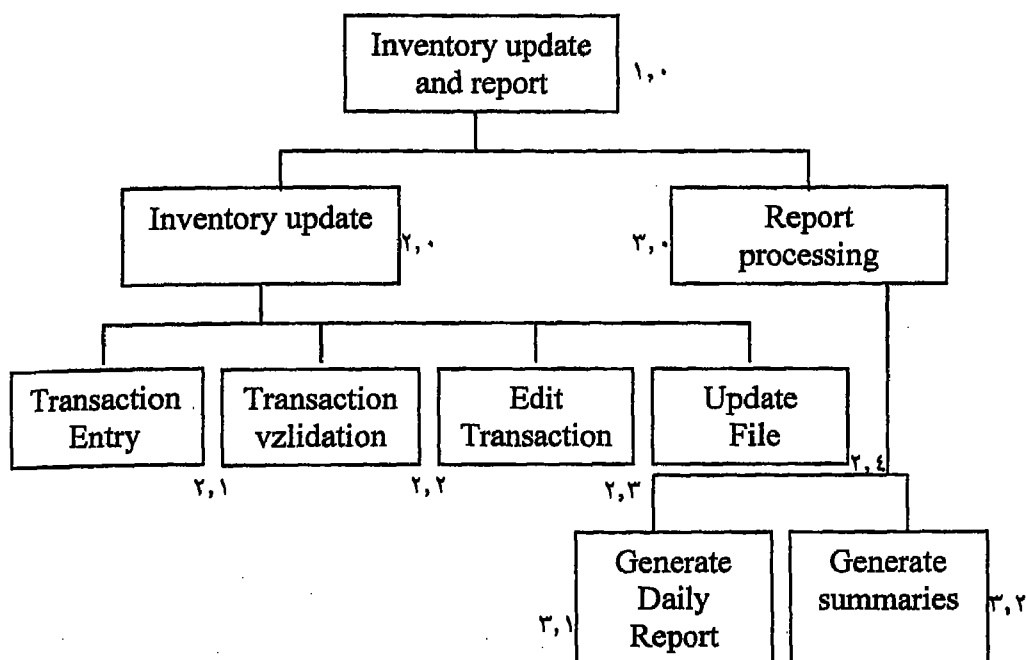 Inventory update
and report
١,٠
Inventory update
٢,٠
٣,٠
Report
processing
Transaction
Entry
٢,١
Transaction
vzlidation
٢,٢
Edit
Transaction
٢,٣
Update
File
٢,٤
Generate
Daily
Report
٣,١
Generate
summaries
٣,٢